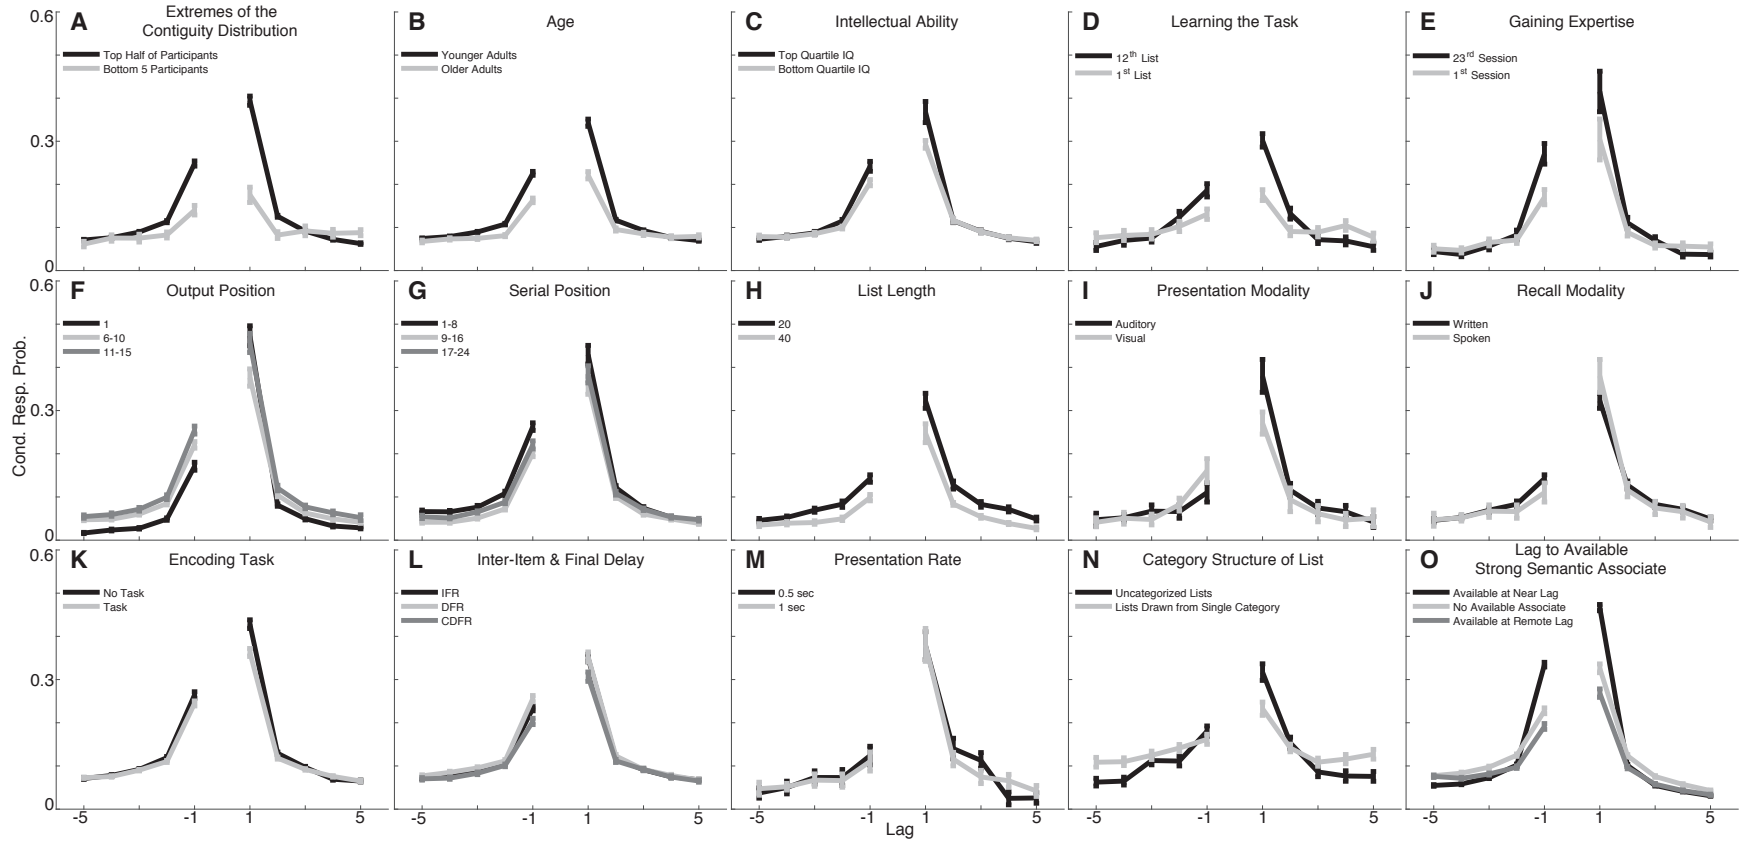 A Extremes of the
Contiguity Distribution
Top Half of Participants
Bottom 5 Participants
B Age
Younger Adults
Older Adults
C Intellectual Ability
Top Quartile IQ
Bottom Quartile IQ
D Learning the Task
12th List
1st List
E Gaining Expertise
23rd Session
1st Session
0.6
0.3
0
F Output Position
1
6-10
11-15
G Serial Position
1-8
9-16
17-24
H List Length
20
40
I Presentation Modality
Auditory
Visual
J Recall Modality
Written
Spoken
0.6
0.3
0
Cond. Resp. Prob.
K Encoding Task
No Task
Task
L Inter-Item & Final Delay
IFR
DFR
CDFR
M Presentation Rate
0.5 sec
1 sec
N Category Structure of List
Uncategorized Lists
Lists Drawn from Single Category
O Lag to Available
Strong Semantic Associate
Available at Near Lag
No Available Associate
Available at Remote Lag
0.6
0.3
0
-5 -1 1 5 -5 -1 1 5 -5 -1 1 5 -5 -1 1 5 -5 -1 1 5
Lag